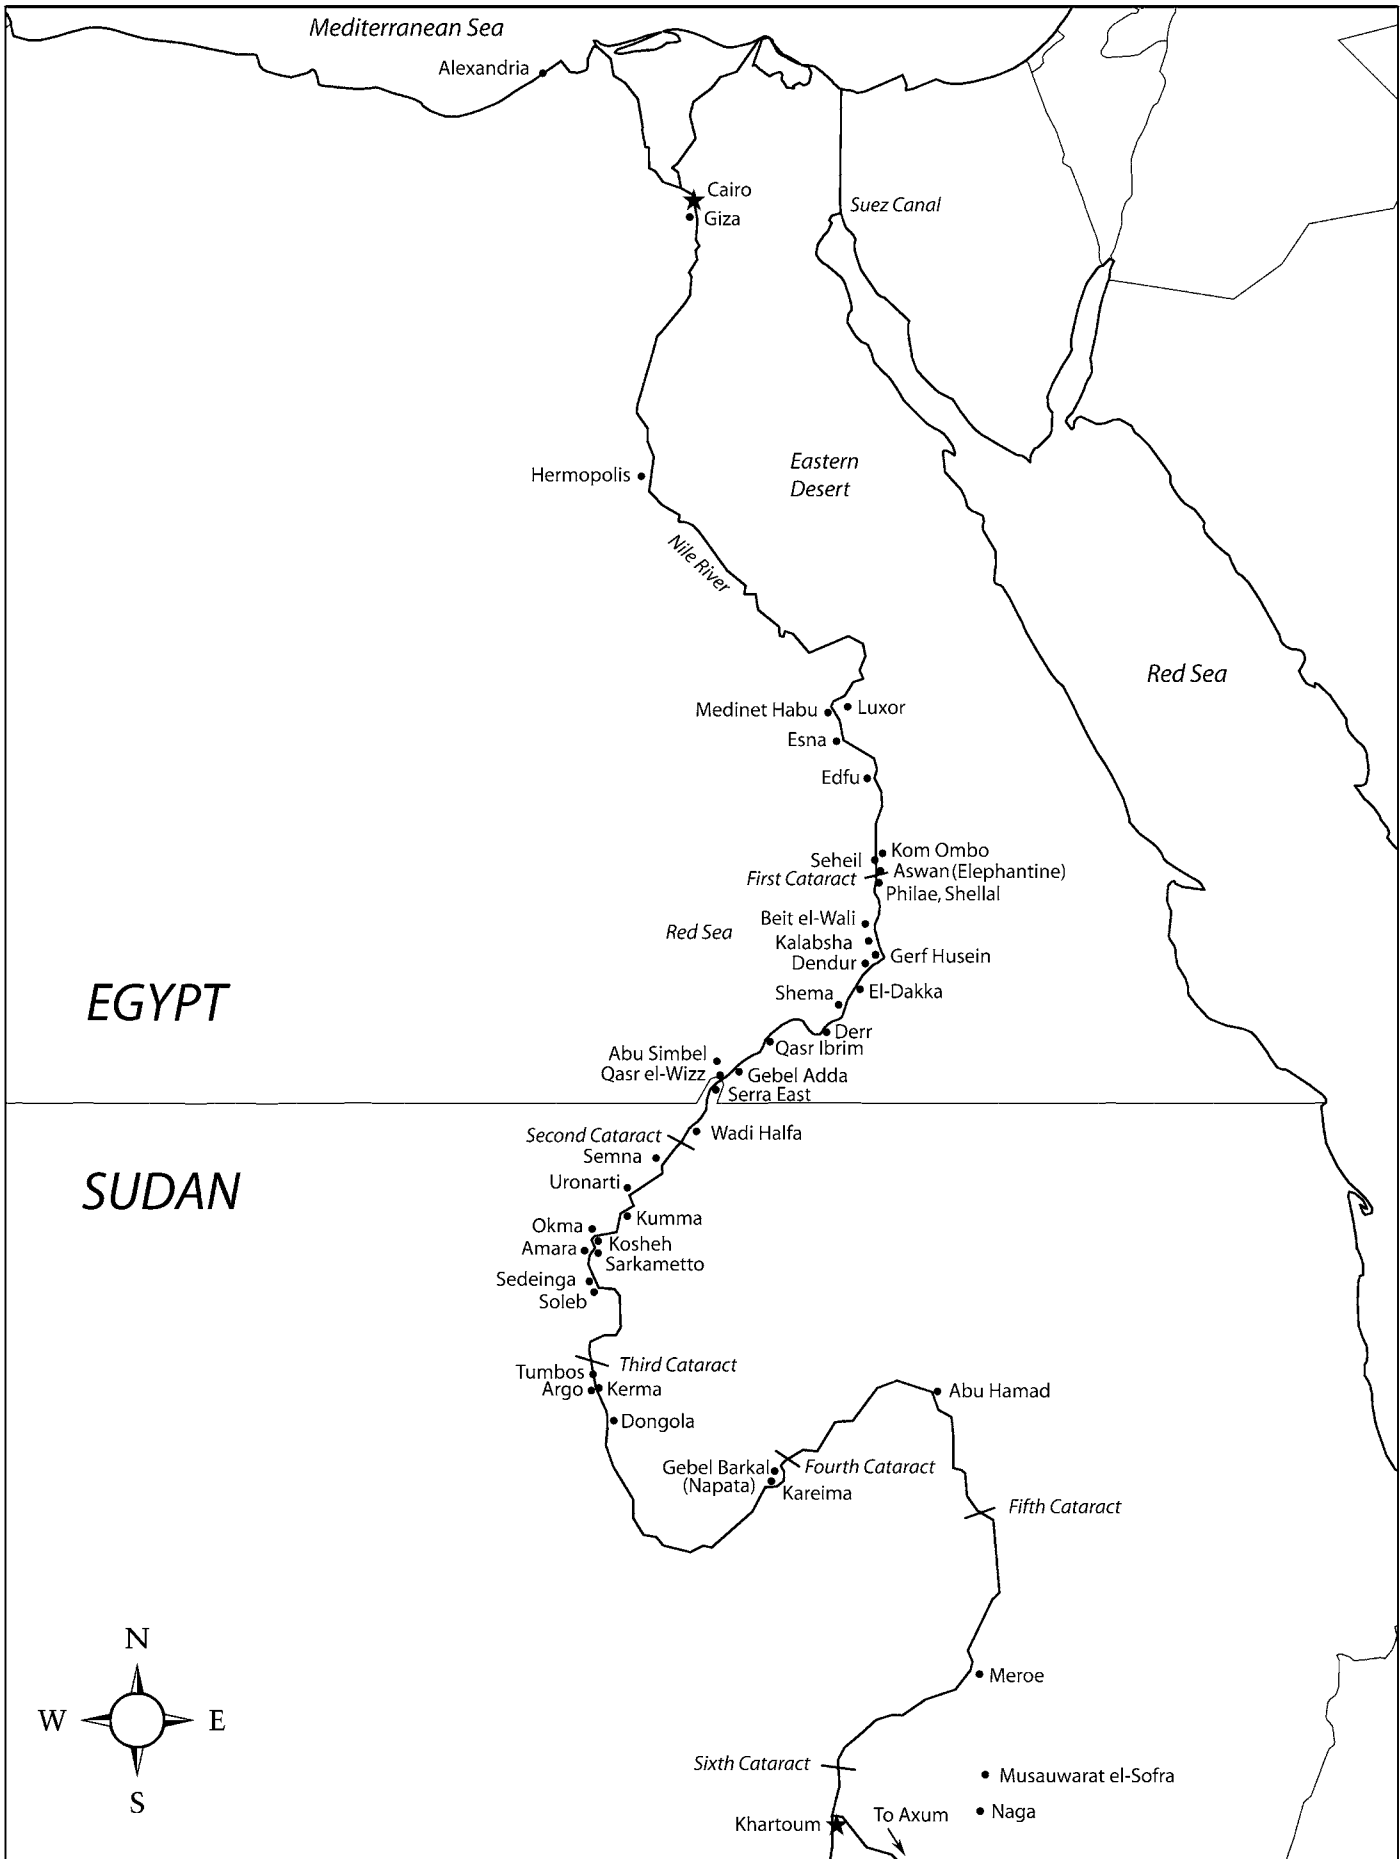 Mediterranean Sea
Alexandria
Cairo
Giza
Suez Canal
Hermopolis
Eastern
Desert
Nile River
Red Sea
Medinet Habu
Luxor
Esna
Edfu
Kom Ombo
Seheil
Aswan (Elephantine)
First Cataract
Philae, Shellal
Beit el-Wali
Red Sea
Kalabsha
Gerf Husein
Dendur
El-Dakka
Shema
EGYPT
Derr
Qasr Ibrim
Abu Simbel
Qasr el-Wizz
Gebel Adda
Serra East
Wadi Halfa
Second Cataract
Semna
Uronarti
SUDAN
Kumma
Okma
Kosheh
Amara
Sarkametto
Sedeinga
Soleb
Third Cataract
Tumbos
Argo
Kerma
Abu Hamad
Dongola
Gebel Barkal
(Napata)
Fourth Cataract
Kareima
Fifth Cataract
N
W
E
S
Meroe
Sixth Cataract
Musauwarat el-Sofra
Naga
To Axum
Khartoum